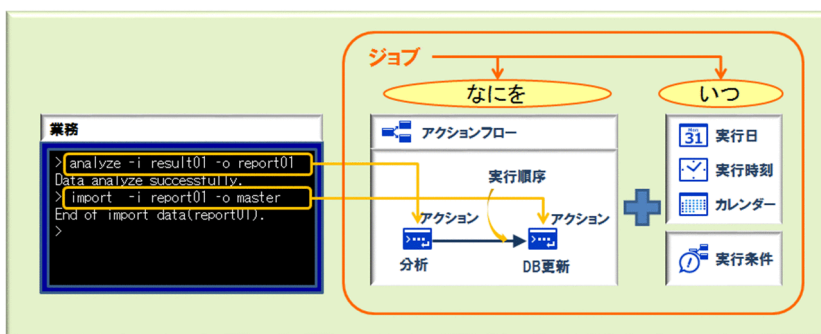 ジョブ
なにを
いつ
業務
> analyze -i result01 -o report01
Data analyze successfully.
> import -i report01 -o master
End of import data(report01).
>
アクションフロー
実行順序
アクション
アクション
分析
DB更新
Mon
31
実行日
実行時刻
カレンダー
実行条件